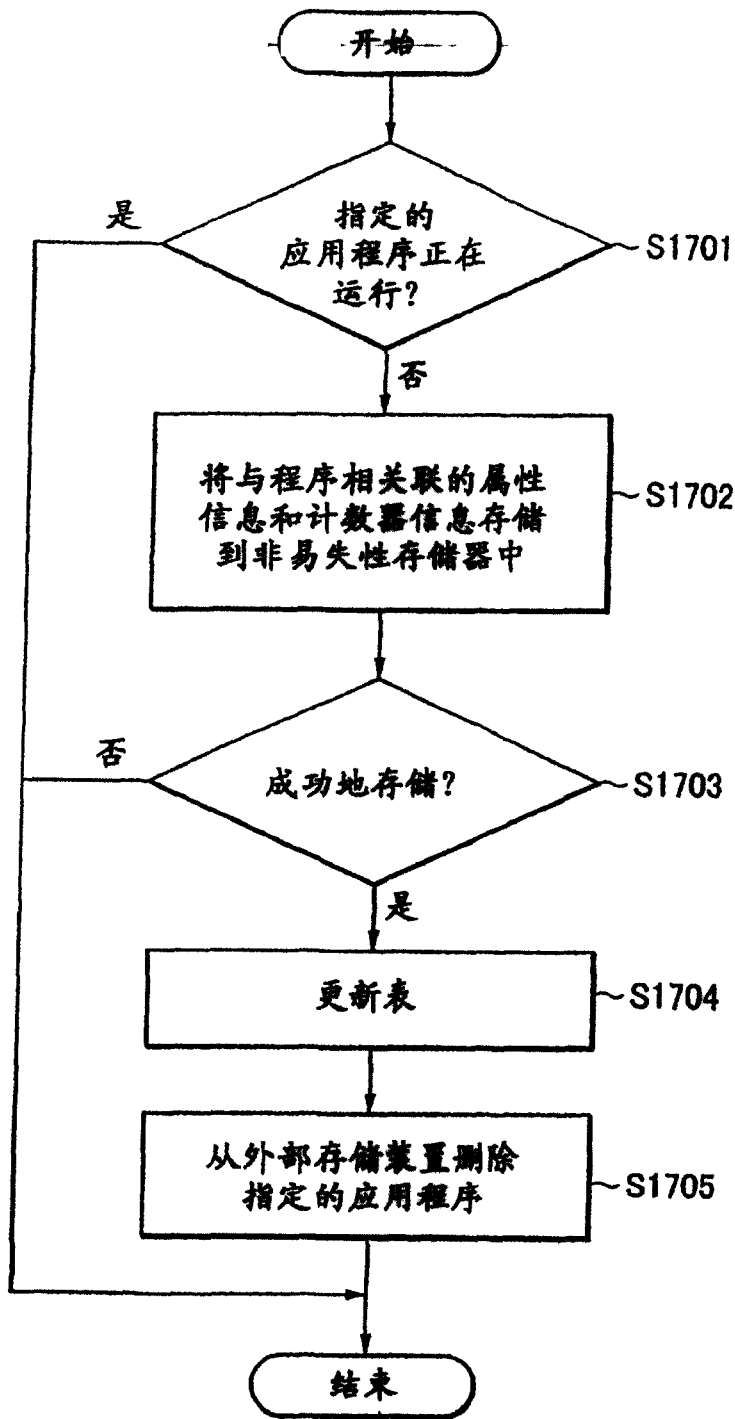 开始
是
指定的
应用程序正在
运行?
S1701
否
将与程序相关联的属性
信息和计数器信息存储
到非易失性存储器中
S1702
否
成功地存储?
S1703
是
更新表
S1704
从外部存储装置删除
指定的应用程序
S1705
结束